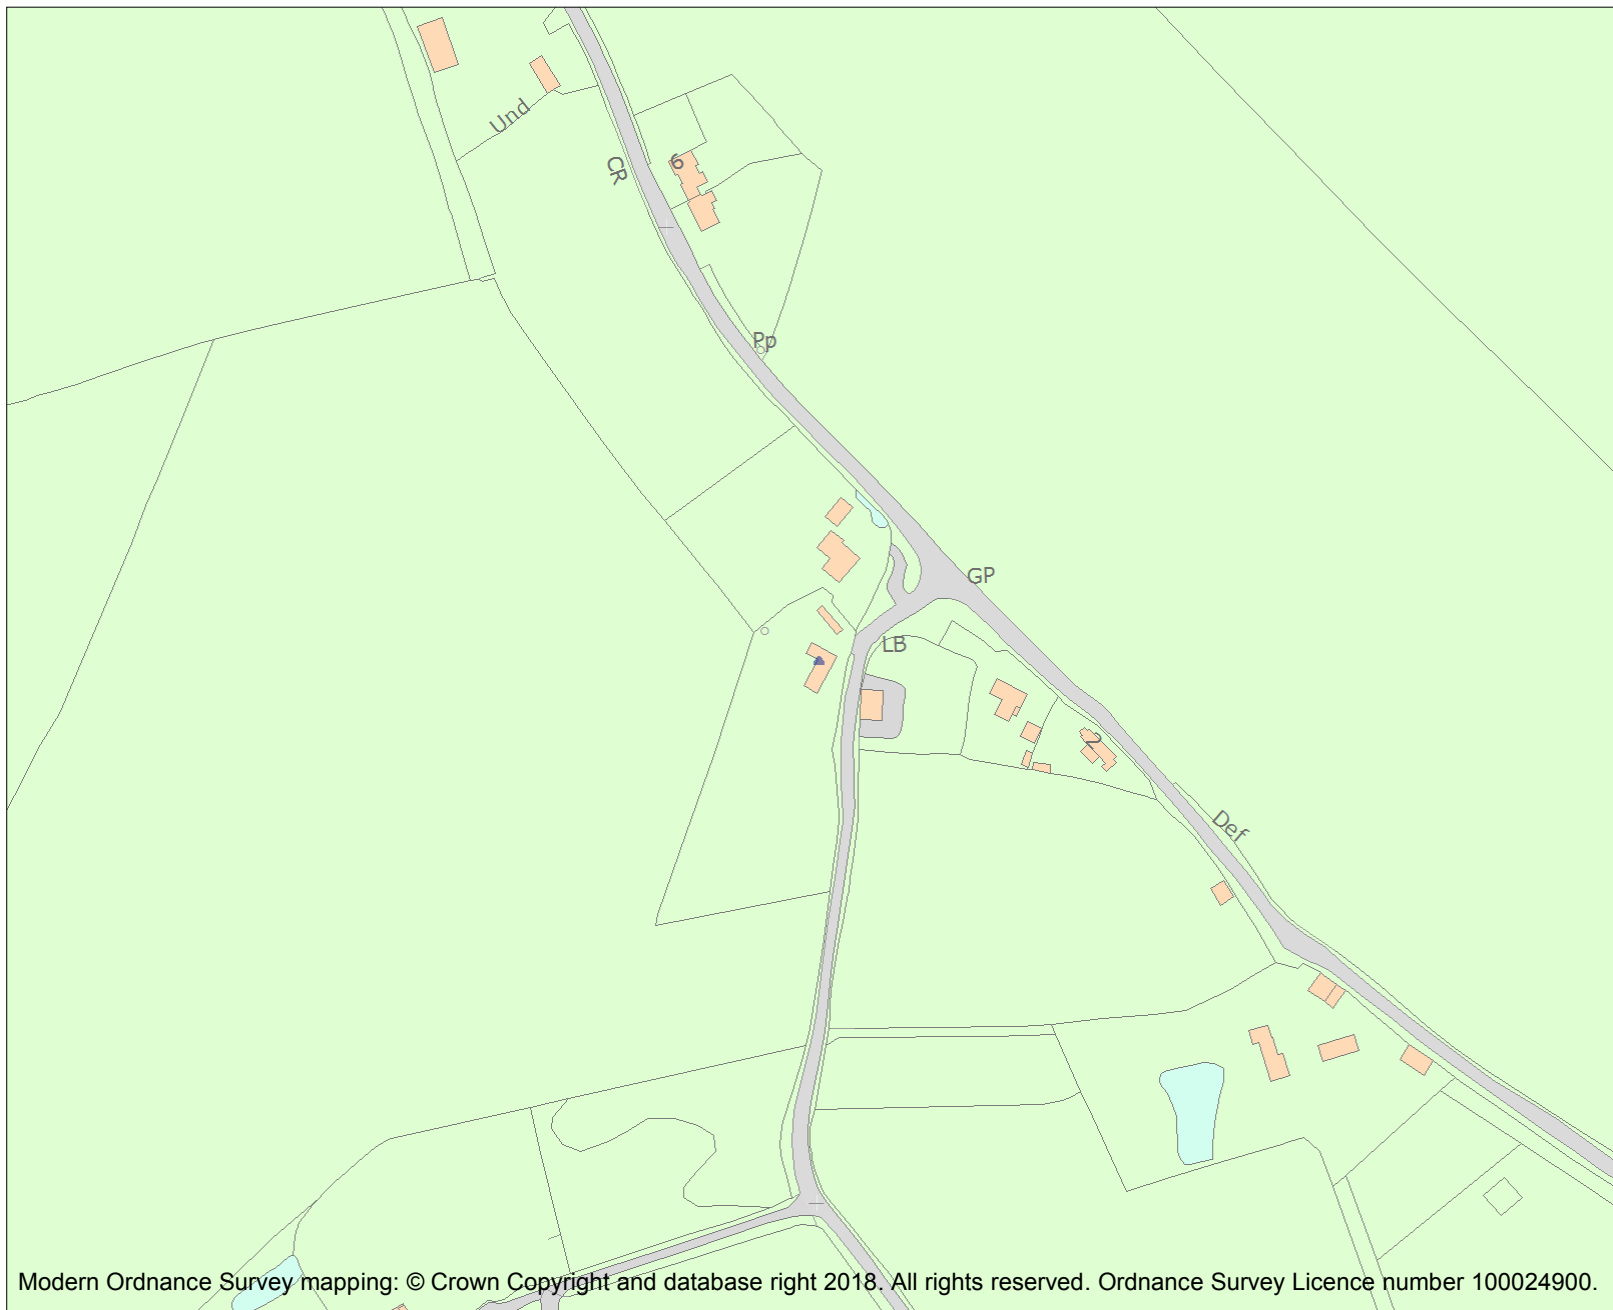 Und
CR
6
Pp
GP
LB
2
Def
Modern Ordnance Survey mapping: © Crown Copyright and database right 2018. All rights reserved. Ordnance Survey Licence number 100024900.